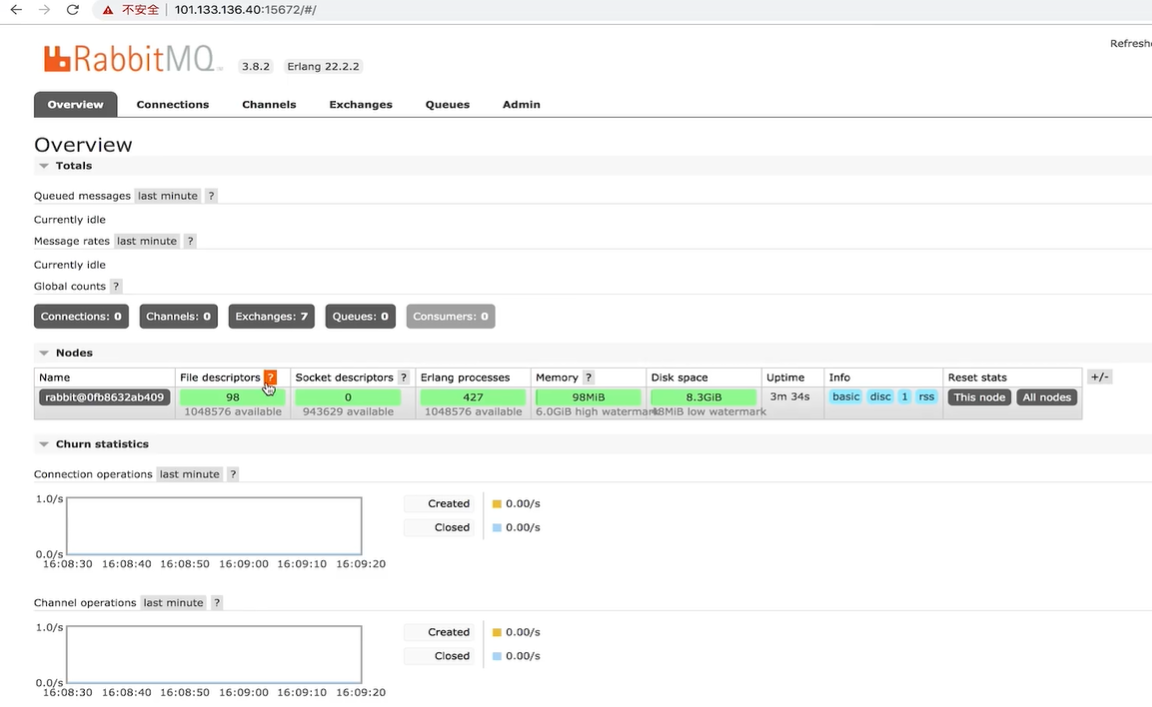 不安全 101.133.136.40:15672/#/
Refreshe
RabbitMQ 3.8.2 Erlang 22.2.2
Overview Connections Channels Exchanges Queues Admin
Overview
Totals
Queued messages last minute ?
Currently idle
Message rates last minute ?
Currently idle
Global counts ?
Connections: 0 Channels: 0 Exchanges: 7 Queues: 0 Consumers: 0
Nodes
Name File descriptors ? Socket descriptors ? Erlang processes Memory ? Disk space Uptime Info Reset stats +/-
rabbit@0fb8632ab409 98 0 427 98MiB 8.3GiB 3m 34s basic disc 1 rss This node All nodes
1048576 available 943629 available 1048576 available 6.0GiB high watermark 48MiB low watermark
Churn statistics
Connection operations last minute ?
1.0/s
Created 0.00/s
Closed 0.00/s
0.0/s
16:08:30 16:08:40 16:08:50 16:09:00 16:09:10 16:09:20
Channel operations last minute ?
1.0/s
Created 0.00/s
Closed 0.00/s
0.0/s
16:08:30 16:08:40 16:08:50 16:09:00 16:09:10 16:09:20